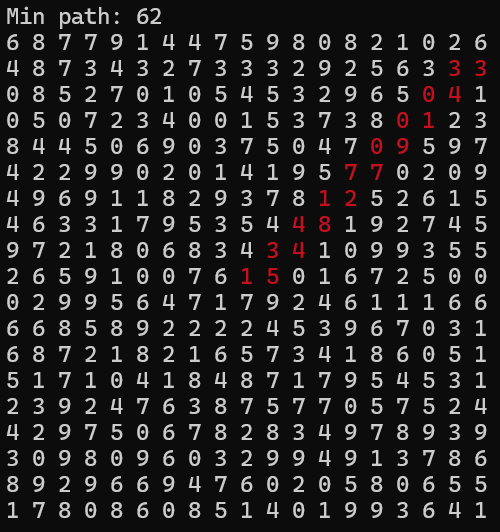 Min path: 62
6 8 7 7 9 1 4 4 7 5 9 8 0 8 2 1 0 2 6
4 8 7 3 4 3 2 7 3 3 3 2 9 2 5 6 3 3 3
0 8 5 2 7 0 1 0 5 4 5 3 2 9 6 5 0 4 1
0 5 0 7 2 3 4 0 0 1 5 3 7 3 8 0 1 2 3
8 4 4 5 0 6 9 0 3 7 5 0 4 7 0 9 5 9 7
4 2 2 9 9 0 2 0 1 4 1 9 5 7 7 0 2 0 9
4 9 6 9 1 1 8 2 9 3 7 8 1 2 5 2 6 1 5
4 6 3 3 1 7 9 5 3 5 4 4 8 1 9 2 7 4 5
9 7 2 1 8 0 6 8 3 4 3 4 1 0 9 9 3 5 5
2 6 5 9 1 0 0 7 6 1 5 0 1 6 7 2 5 0 0
0 2 9 9 5 6 4 7 1 7 9 2 4 6 1 1 1 6 6
6 6 8 5 8 9 2 2 2 2 4 5 3 9 6 7 0 3 1
6 8 7 2 1 8 2 1 6 5 7 3 4 1 8 6 0 5 1
5 1 7 1 0 4 1 8 4 8 7 1 7 9 5 4 5 3 1
2 3 9 2 4 7 6 3 8 7 5 7 7 0 5 7 5 2 4
4 2 9 7 5 0 6 7 8 2 8 3 4 9 7 8 9 3 9
3 0 9 8 0 9 6 0 3 2 9 9 4 9 1 3 7 8 6
8 9 2 9 6 6 9 4 7 6 0 2 0 5 8 0 6 5 5
1 7 8 0 8 6 0 8 5 1 4 0 1 9 9 3 6 4 1